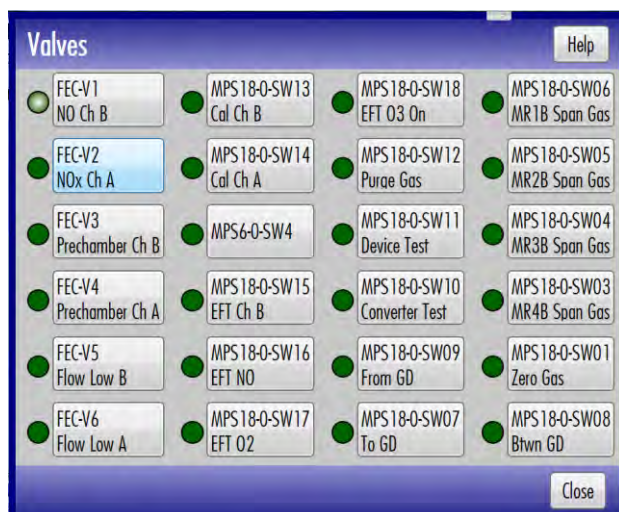 Valves
Help
FEC-V1
NO Ch B
MPS18-0-SW13
Cal Ch B
MPS18-0-SW18
EFT O3 On
MPS18-0-SW06
MR1B Span Gas
FEC-V2
NOx Ch A
MPS18-0-SW14
Cal Ch A
MPS18-0-SW12
Purge Gas
MPS18-0-SW05
MR2B Span Gas
FEC-V3
Prechamber Ch B
MPS6-0-SW4
MPS18-0-SW11
Device Test
MPS18-0-SW04
MR3B Span Gas
FEC-V4
Prechamber Ch A
MPS18-0-SW15
EFT Ch B
MPS18-0-SW10
Converter Test
MPS18-0-SW03
MR4B Span Gas
FEC-V5
Flow Low B
MPS18-0-SW16
EFT NO
MPS18-0-SW09
From GD
MPS18-0-SW01
Zero Gas
FEC-V6
Flow Low A
MPS18-0-SW17
EFT O2
MPS18-0-SW07
To GD
MPS18-0-SW08
Btwn GD
Close